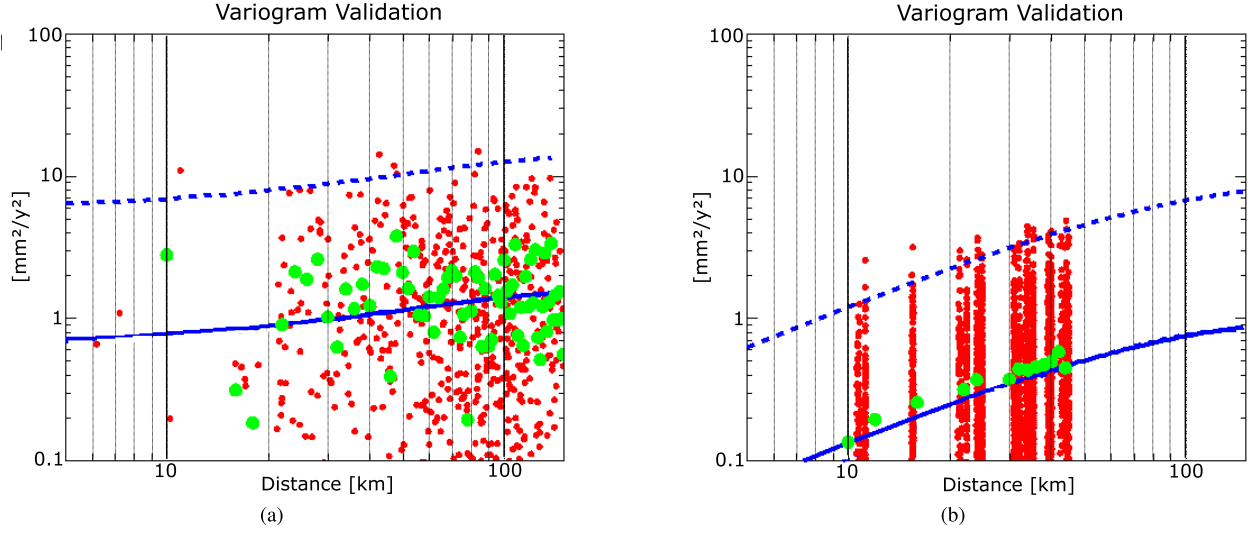 Variogram Validation
100
10
1
0.1
[mm²/y²]
10
100
Distance [km]
(a)
Variogram Validation
100
10
1
0.1
[mm²/y²]
10
100
Distance [km]
(b)